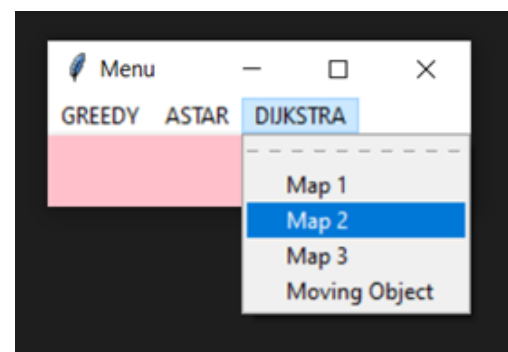 Menu
GREEDY ASTAR DIJKSTRA
Map 1
Map 2
Map 3
Moving Object